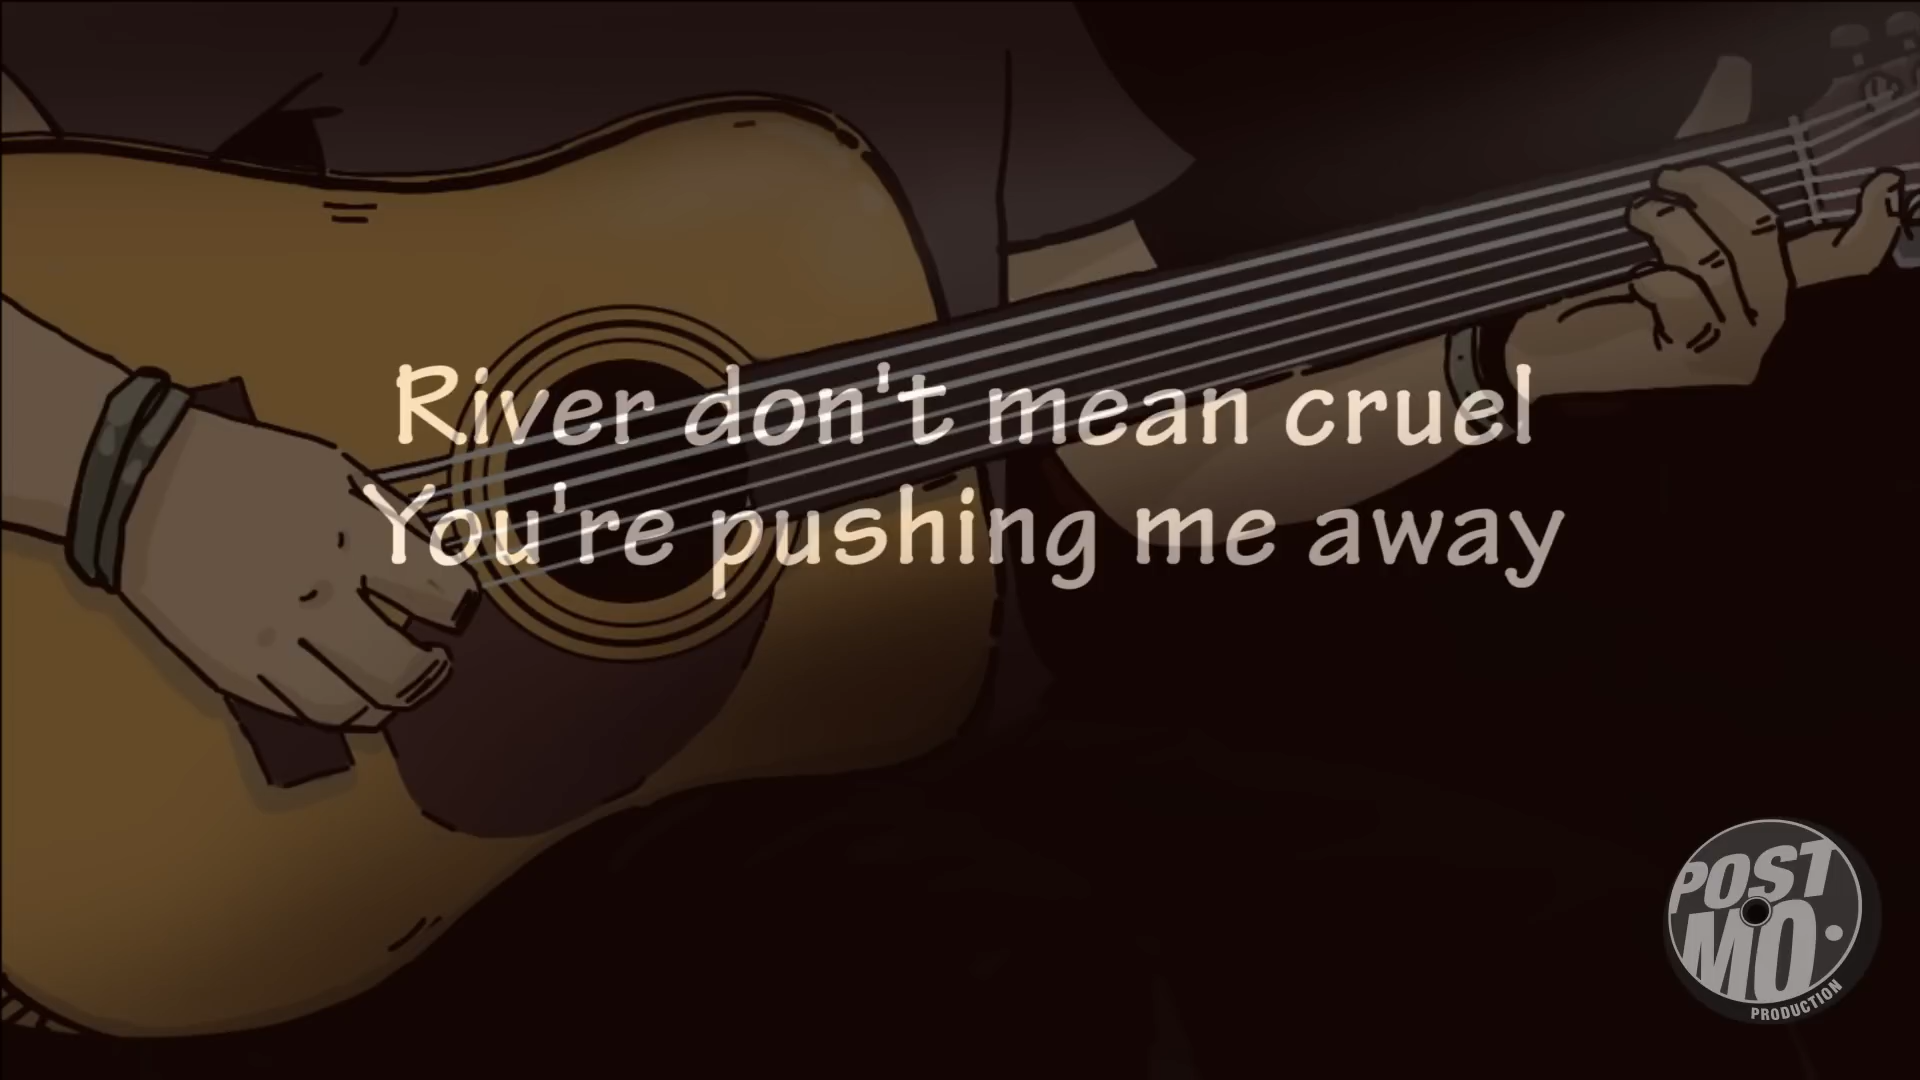 River don't mean cruel
You're pushing me away
POST
MO.
PRODUCTION